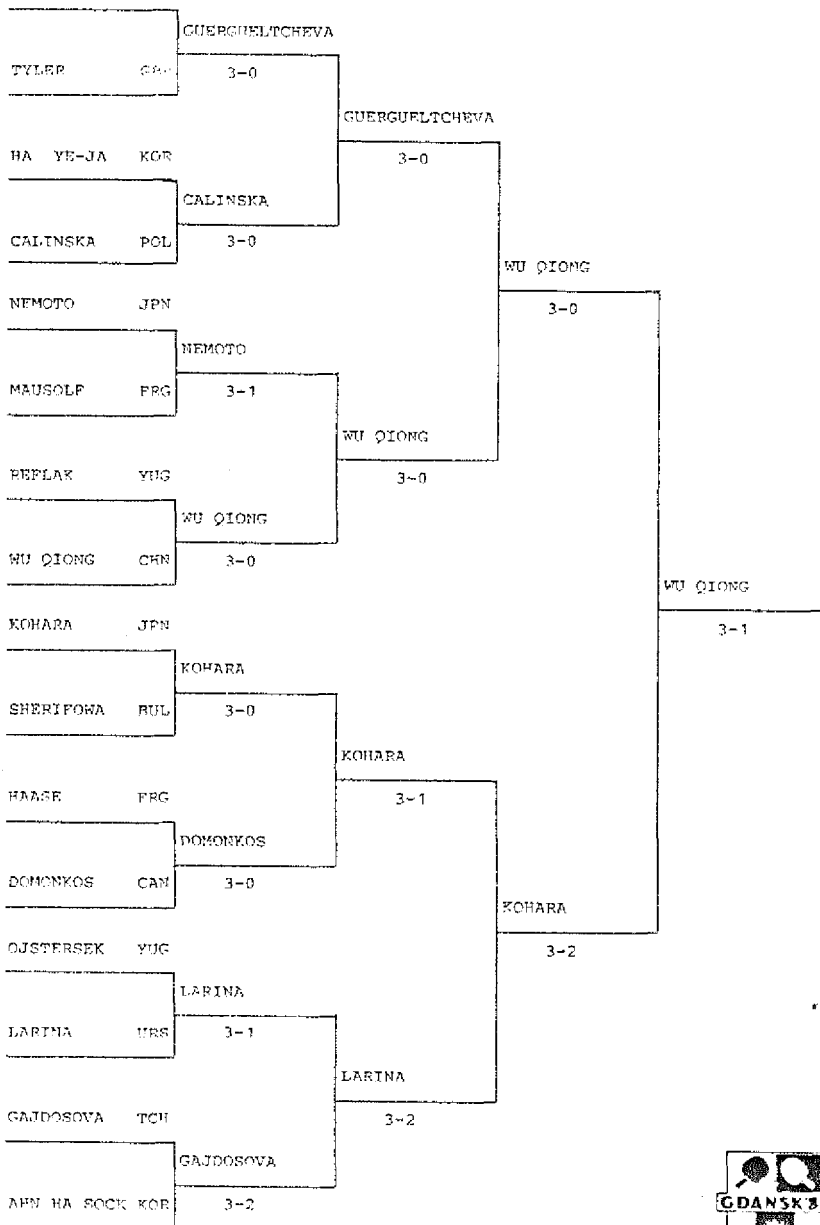 GUERGUELTCHEVA
TYLER
3-0
GUERGUELTCHEVA
HA YE-JA KOR
3-0
CALINSKA
CALINSKA POL
3-0
WU QIONG
NEMOTO JPN
3-0
NEMOTO
MAUSOLF FRG
3-1
WU QIONG
REFLAK YUG
3-0
WU QIONG
WU QIONG CHN
3-0
WU QIONG
KOHARA JPN
3-1
KOHARA
SHERIFOWA BUL
3-0
KOHARA
HAASE FRG
3-1
DOMONKOS
DOMONKOS CAN
3-0
KOHARA
OJSTERSEK YUG
3-2
LARINA
LARINA URS
3-1
LARINA
GAJDOSOVA TCH
3-2
GAJDOSOVA
AHN HA SOCK KOR
3-2
GDANSK'8